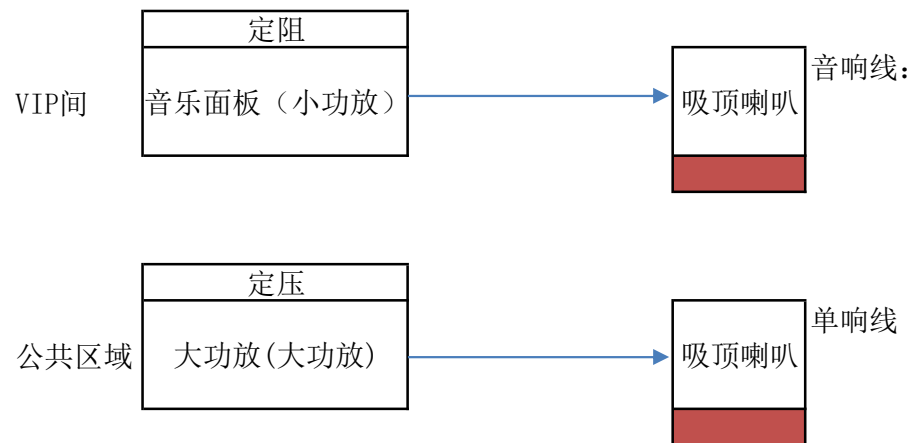 定阻
音响线：
VIP间
音乐面板（小功放）
吸顶喇叭
定压
单响线
公共区域
大功放(大功放)
吸顶喇叭